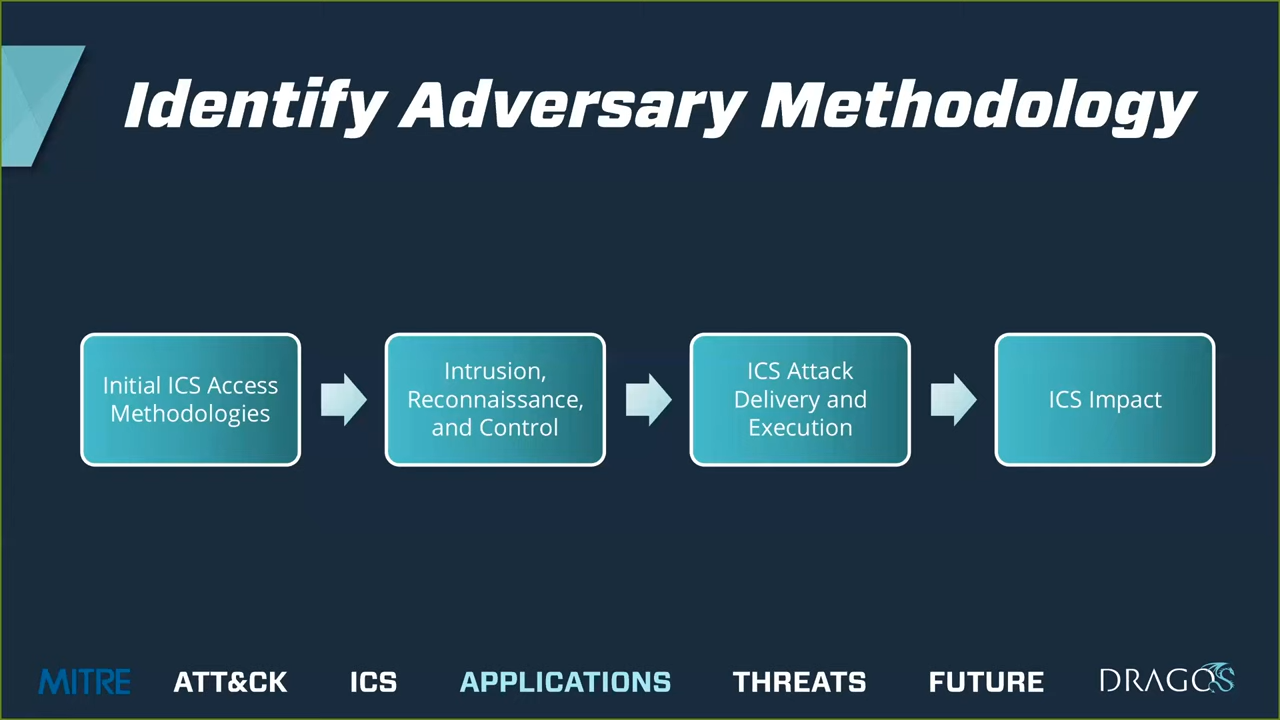 Identify Adversary Methodology
Initial ICS Access
Methodologies
Intrusion,
Reconnaissance,
and Control
ICS Attack
Delivery and
Execution
ICS Impact
MITRE ATT&CK ICS APPLICATIONS THREATS FUTURE DRAGOS